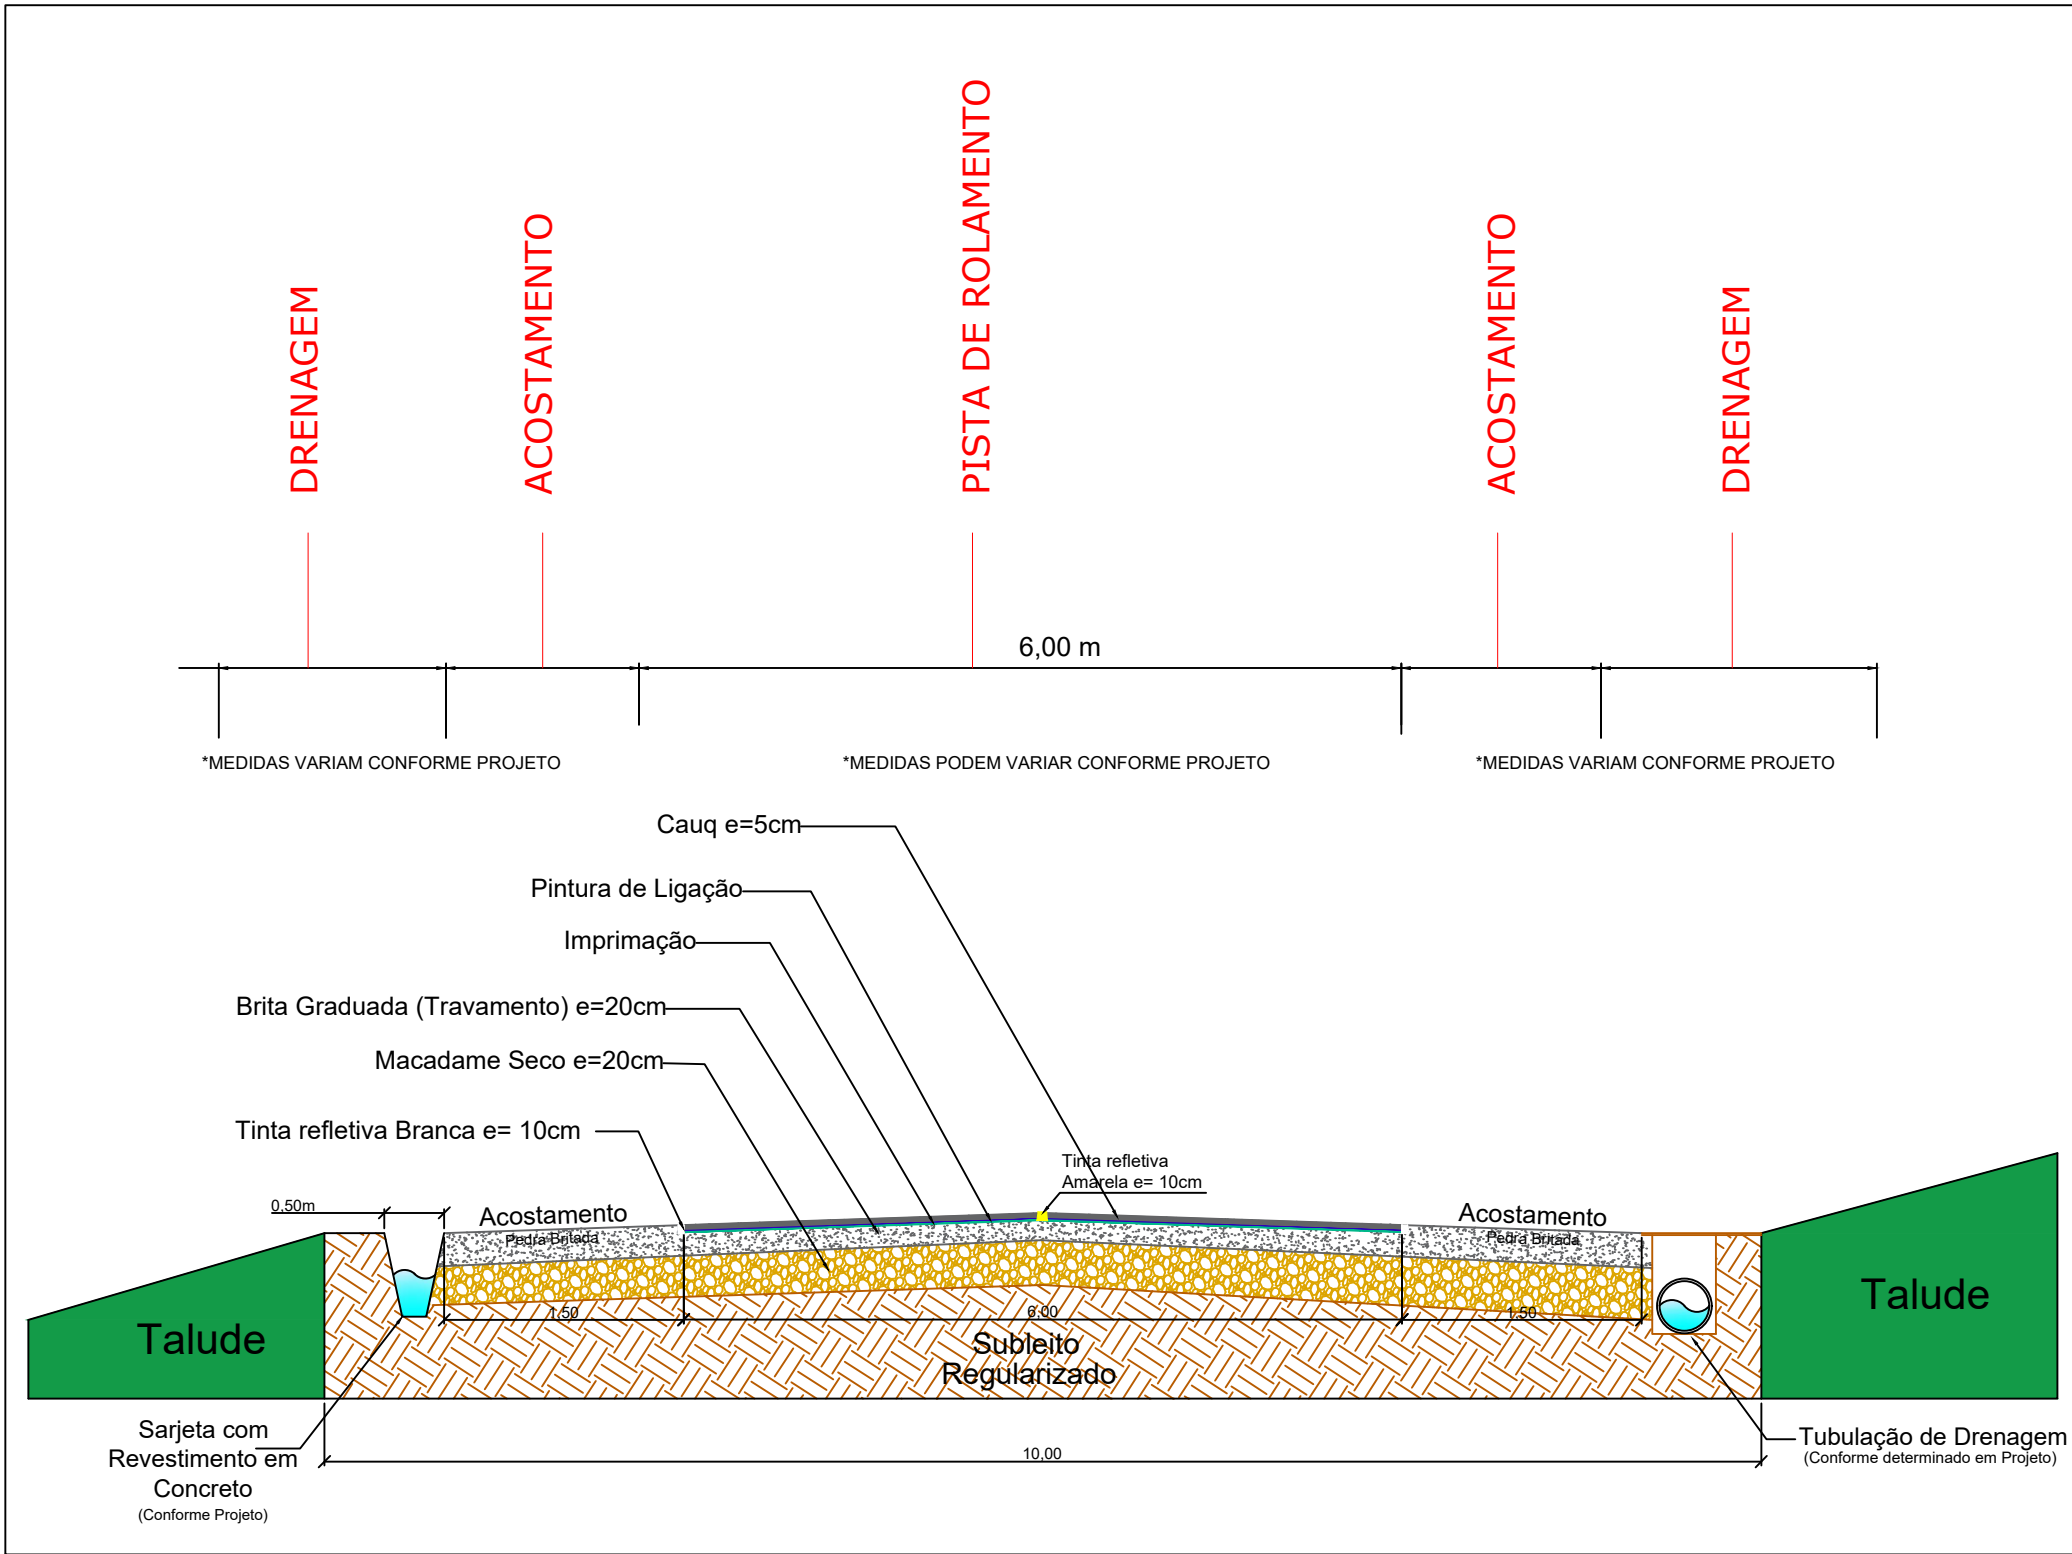 DRENAGEM
ACOSTAMENTO
PISTA DE ROLAMENTO
ACOSTAMENTO
DRENAGEM
6,00 m
*MEDIDAS VARIAM CONFORME PROJETO
*MEDIDAS PODEM VARIAR CONFORME PROJETO
*MEDIDAS VARIAM CONFORME PROJETO
Cauq e=5cm
Pintura de Ligação
Imprimação
Brita Graduada (Travamento) e=20cm
Macadame Seco e=20cm
Tinta refletiva Branca e= 10cm
Tinta refletiva
Amarela e= 10cm
0,50m
Acostamento
Pedra Britada
Acostamento
Pedra Britada
Talude
Talude
1,50
6,00
1,50
Subleito
Regularizado
Sarjeta com
Revestimento em
Concreto
(Conforme Projeto)
10,00
Tubulação de Drenagem
(Conforme determinado em Projeto)